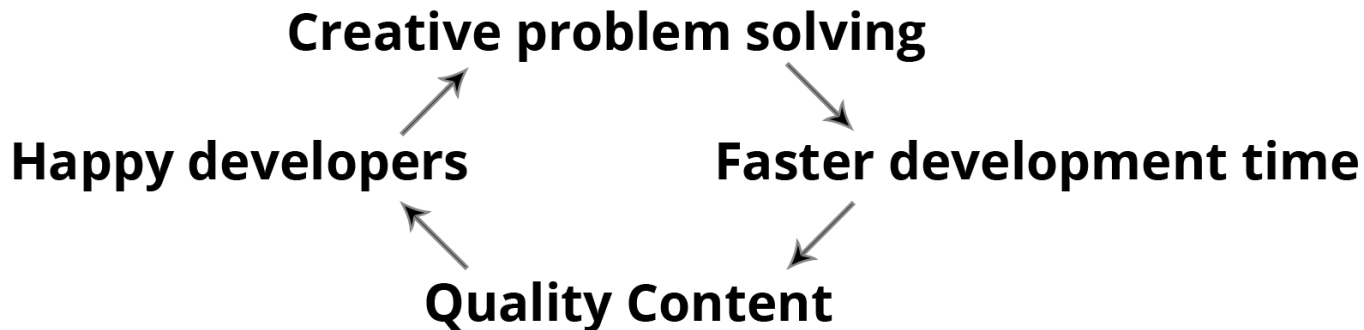 Creative problem solving
Happy developers
Faster development time
Quality Content